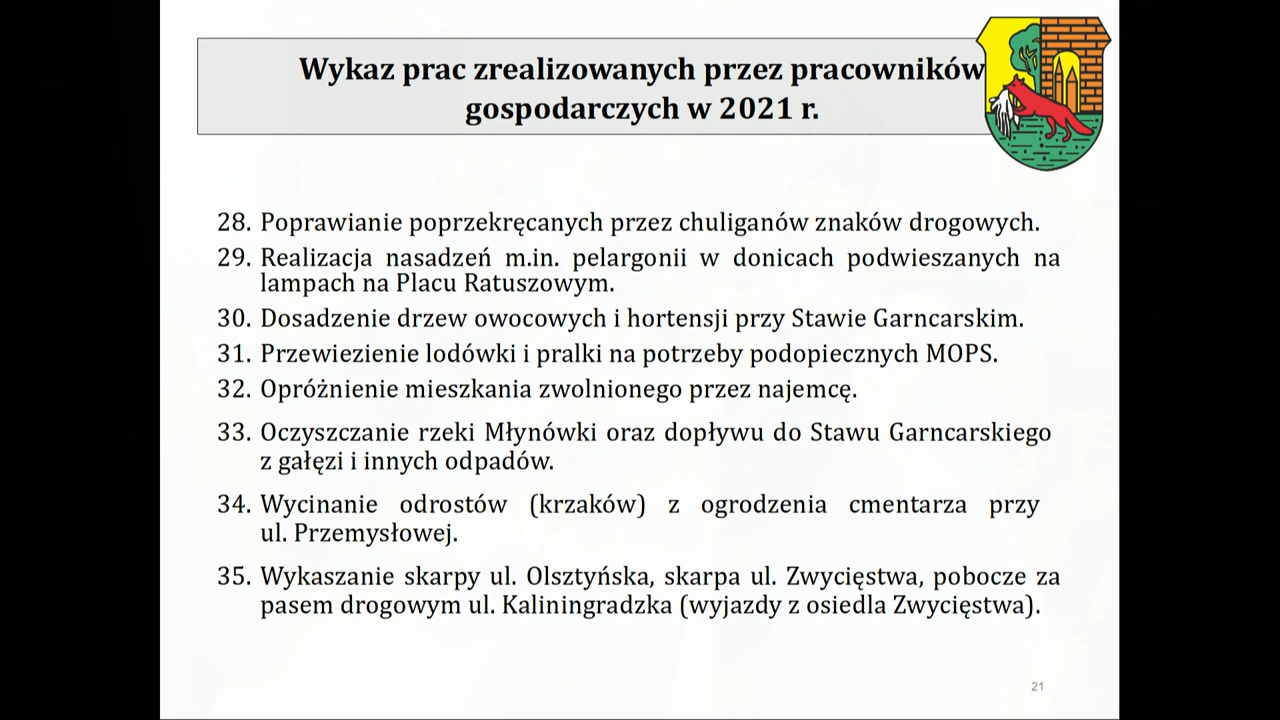 Wykaz prac zrealizowanych przez pracowników
gospodarczych w 2021 r.
28. Poprawianie poprzekręcanych przez chuliganów znaków drogowych.
29. Realizacja nasadzeń m.in. pelargonii w donicach podwieszanych na
lampach na Placu Ratuszowym.
30. Dosadzenie drzew owocowych i hortensji przy Stawie Garncarskim.
31. Przewiezienie lodówki i pralki na potrzeby podopiecznych MOPS.
32. Opróżnienie mieszkania zwolnionego przez najemcę.
33. Oczyszczanie rzeki Młynówki oraz dopływu do Stawu Garncarskiego
z gałęzi i innych odpadów.
34. Wycinanie odrostów (krzaków) z ogrodzenia cmentarza przy
ul. Przemysłowej.
35. Wykaszanie skarpy ul. Olsztyńska, skarpa ul. Zwycięstwa, pobocze za
pasem drogowym ul. Kaliningradzka (wyjazdy z osiedla Zwycięstwa).
21